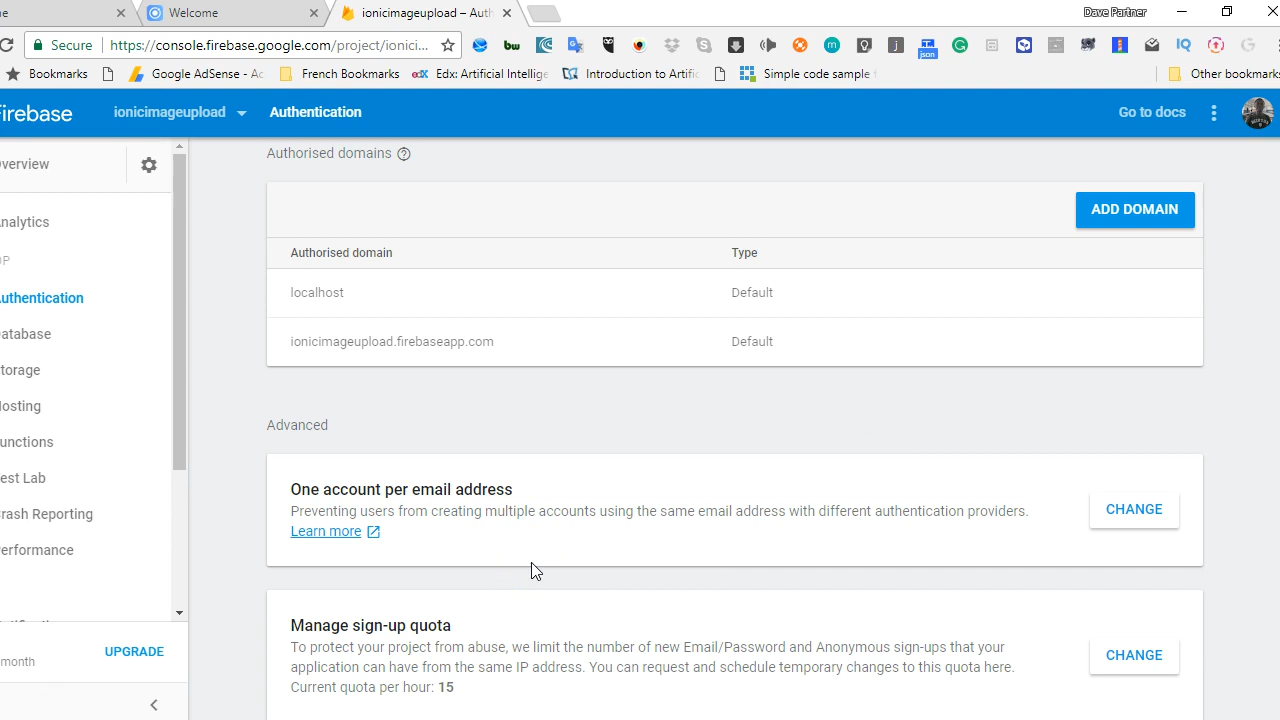 e
Welcome
ionicimageupload – Auth
Dave Partner
Secure
https://console.firebase.google.com/project/ionici...
bw
j
json
m
IQ
Bookmarks
Google AdSense - Ac
French Bookmarks
edX
Edx: Artificial Intellige
Introduction to Artific
Simple code sample f
Other bookmarks
Firebase
ionicimageupload
Authentication
Go to docs
verview
Authorised domains
ADD DOMAIN
nalytics
Authorised domain
Type
OP
localhost
Default
uthentication
atabase
ionicimageupload.firebaseapp.com
Default
torage
osting
Advanced
unctions
est Lab
One account per email address
Preventing users from creating multiple accounts using the same email address with different authentication providers.
CHANGE
rash Reporting
Learn more
erformance
Manage sign-up quota
To protect your project from abuse, we limit the number of new Email/Password and Anonymous sign-ups that your
application can have from the same IP address. You can request and schedule temporary changes to this quota here.
CHANGE
UPGRADE
/month
Current quota per hour: 15